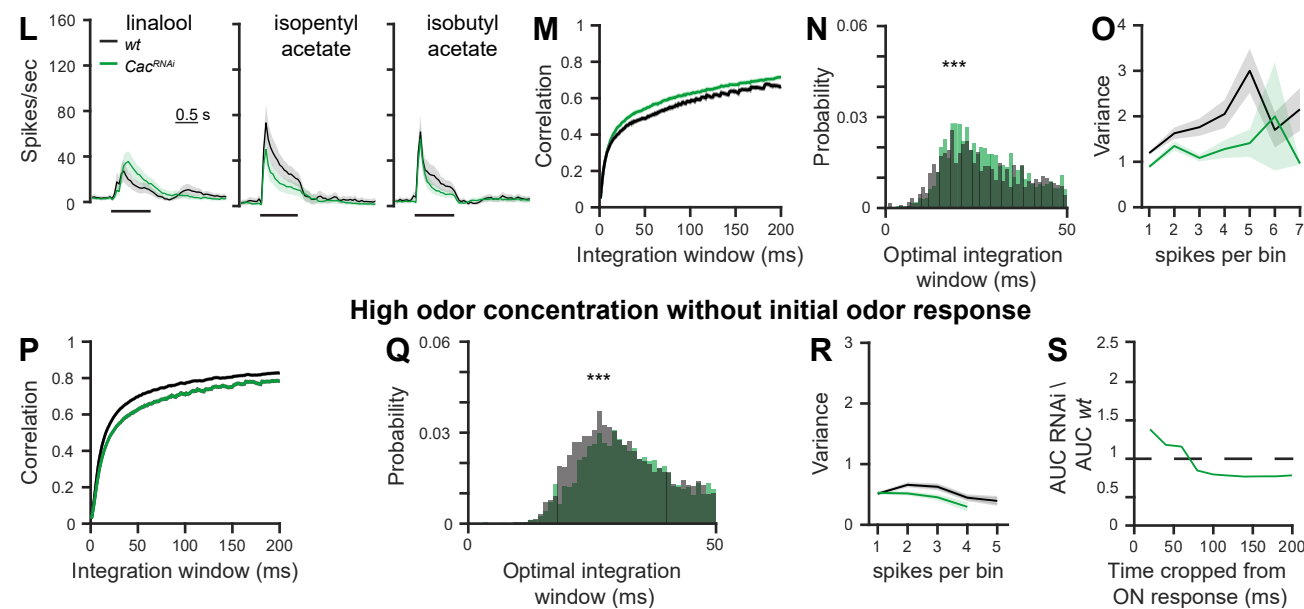 L
linalool
isopentyl
acetate
isobutyl
acetate
wt
Cac^RNAi
0.5 s
Spikes/sec
160
120
80
40
0
M
Correlation
1
0.8
0.6
0.4
0.2
0
0
50
100
150
200
Integration window (ms)
N
***
Probability
0.06
0.03
0
0
50
Optimal integration
window (ms)
O
Variance
4
3
2
1
0
1
2
3
4
5
6
7
spikes per bin
High odor concentration without initial odor response
P
Correlation
1
0.8
0.6
0.4
0.2
0
0
50
100
150
200
Integration window (ms)
Q
***
Probability
0.06
0.03
0
0
50
Optimal integration
window (ms)
R
Variance
3
2
1
0
1
2
3
4
5
spikes per bin
S
AUC RNAi \
AUC wt
2.5
2
1.5
1
0.5
0
0
50
100
150
200
Time cropped from
ON response (ms)